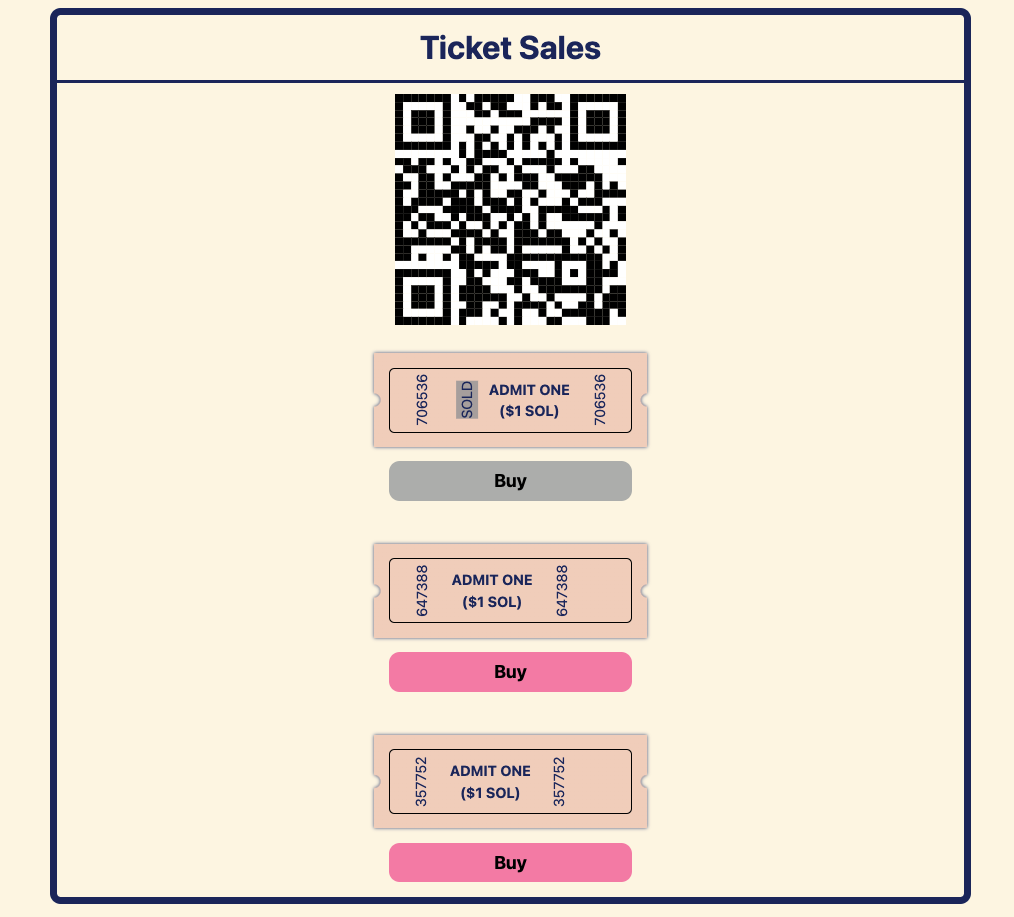 Ticket Sales
706536
SOLD
ADMIT ONE
($1 SOL)
706536
Buy
647388
ADMIT ONE
($1 SOL)
647388
Buy
357752
ADMIT ONE
($1 SOL)
357752
Buy